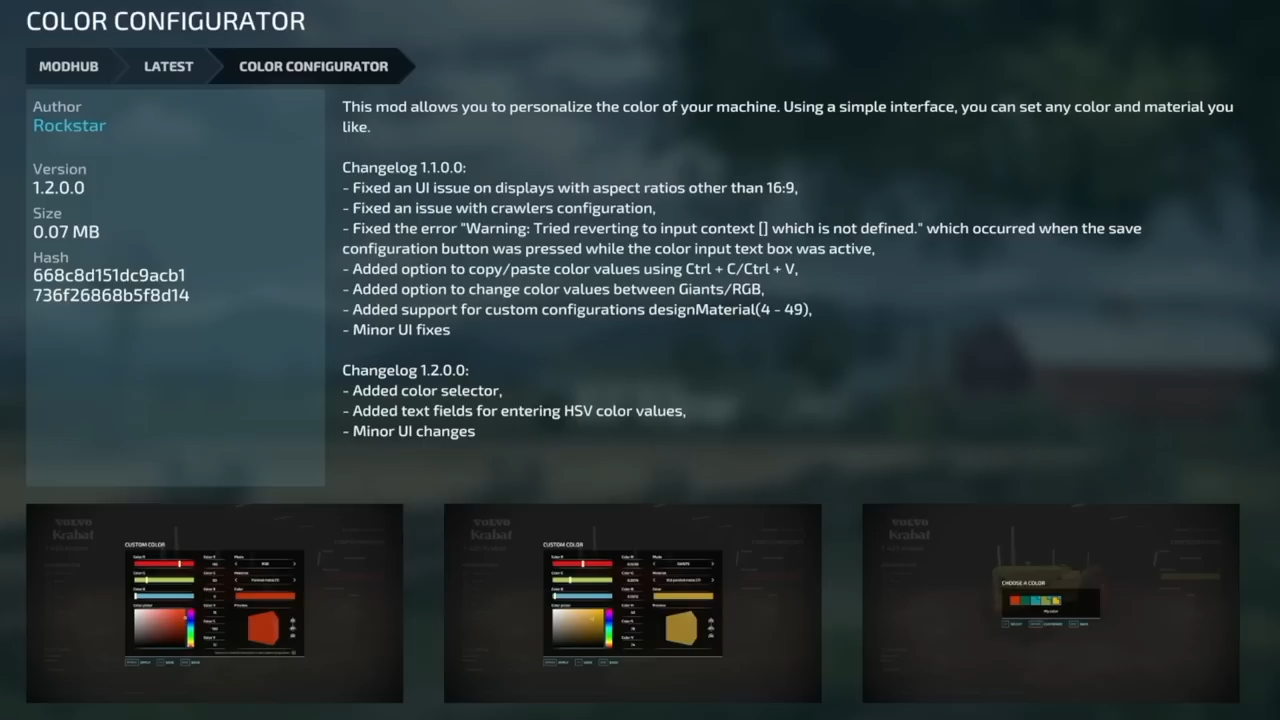 COLOR CONFIGURATOR
MODHUB
LATEST
COLOR CONFIGURATOR
Author
Rockstar
Version
1.2.0.0
Size
0.07 MB
Hash
668c8d151dc9acb1
736f26868b5f8d14
This mod allows you to personalize the color of your machine. Using a simple interface, you can set any color and material you
like.
Changelog 1.1.0.0:
- Fixed an UI issue on displays with aspect ratios other than 16:9,
- Fixed an issue with crawlers configuration,
- Fixed the error "Warning: Tried reverting to input context [] which is not defined." which occurred when the save
configuration button was pressed while the color input text box was active,
- Added option to copy/paste color values using Ctrl + C/Ctrl + V,
- Added option to change color values between Giants/RGB,
- Added support for custom configurations designMaterial(4 - 49),
- Minor UI fixes
Changelog 1.2.0.0:
- Added color selector,
- Added text fields for entering HSV color values,
- Minor UI changes
VOLVO
Krabat
CUSTOM COLOR
VOLVO
Krabat
CUSTOM COLOR
VOLVO
Krabat
CHOOSE A COLOR